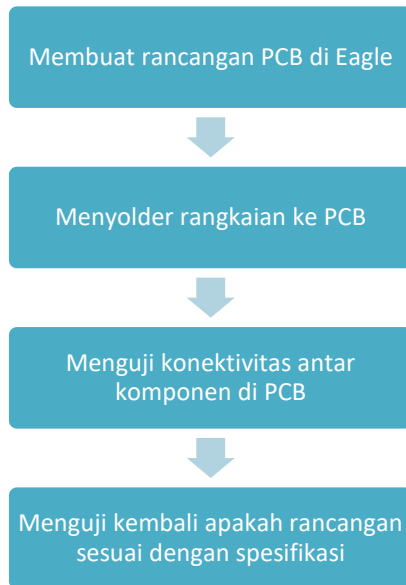 Membuat rancangan PCB di Eagle
Menyolder rangkaian ke PCB
Menguji konektivitas antar
komponen di PCB
Menguji kembali apakah rancangan
sesuai dengan spesifikasi